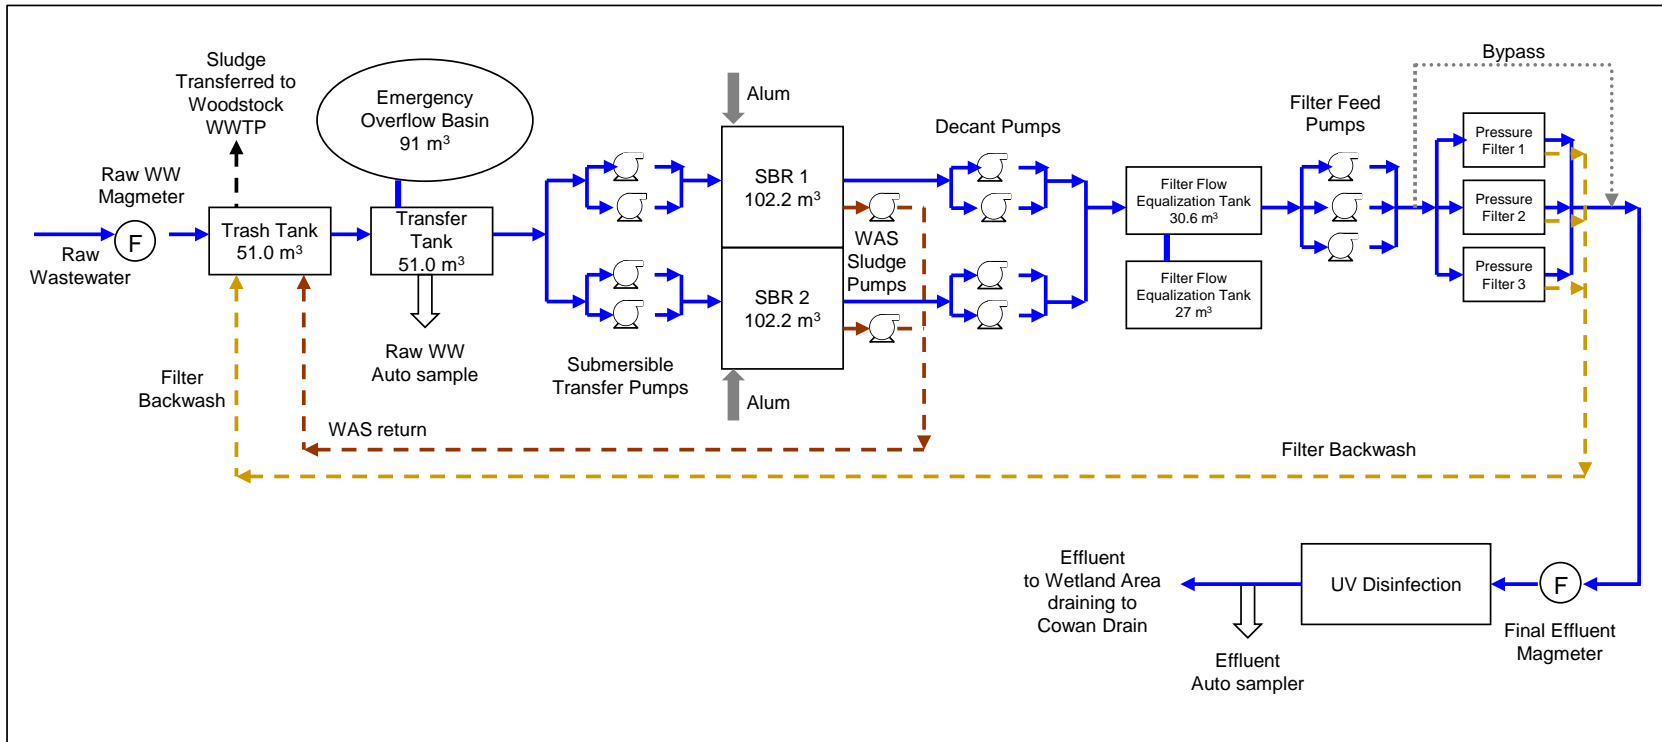 Sludge
Transferred to
Woodstock
WWTP
Emergency
Overflow Basin
91 m³
Alum
Bypass
Decant Pumps
Filter Feed
Pumps
Raw WW
Magmeter
F
Raw
Wastewater
Trash Tank
51.0 m³
Transfer
Tank
51.0 m³
SBR 1
102.2 m³
SBR 2
102.2 m³
WAS
Sludge
Pumps
Filter Flow
Equalization Tank
30.6 m³
Filter Flow
Equalization Tank
27 m³
Pressure
Filter 1
Pressure
Filter 2
Pressure
Filter 3
Raw WW
Auto sample
Submersible
Transfer Pumps
Alum
Filter
Backwash
WAS return
Filter Backwash
Effluent
to Wetland Area
draining to
Cowan Drain
UV Disinfection
F
Final Effluent
Magmeter
Effluent
Auto sampler